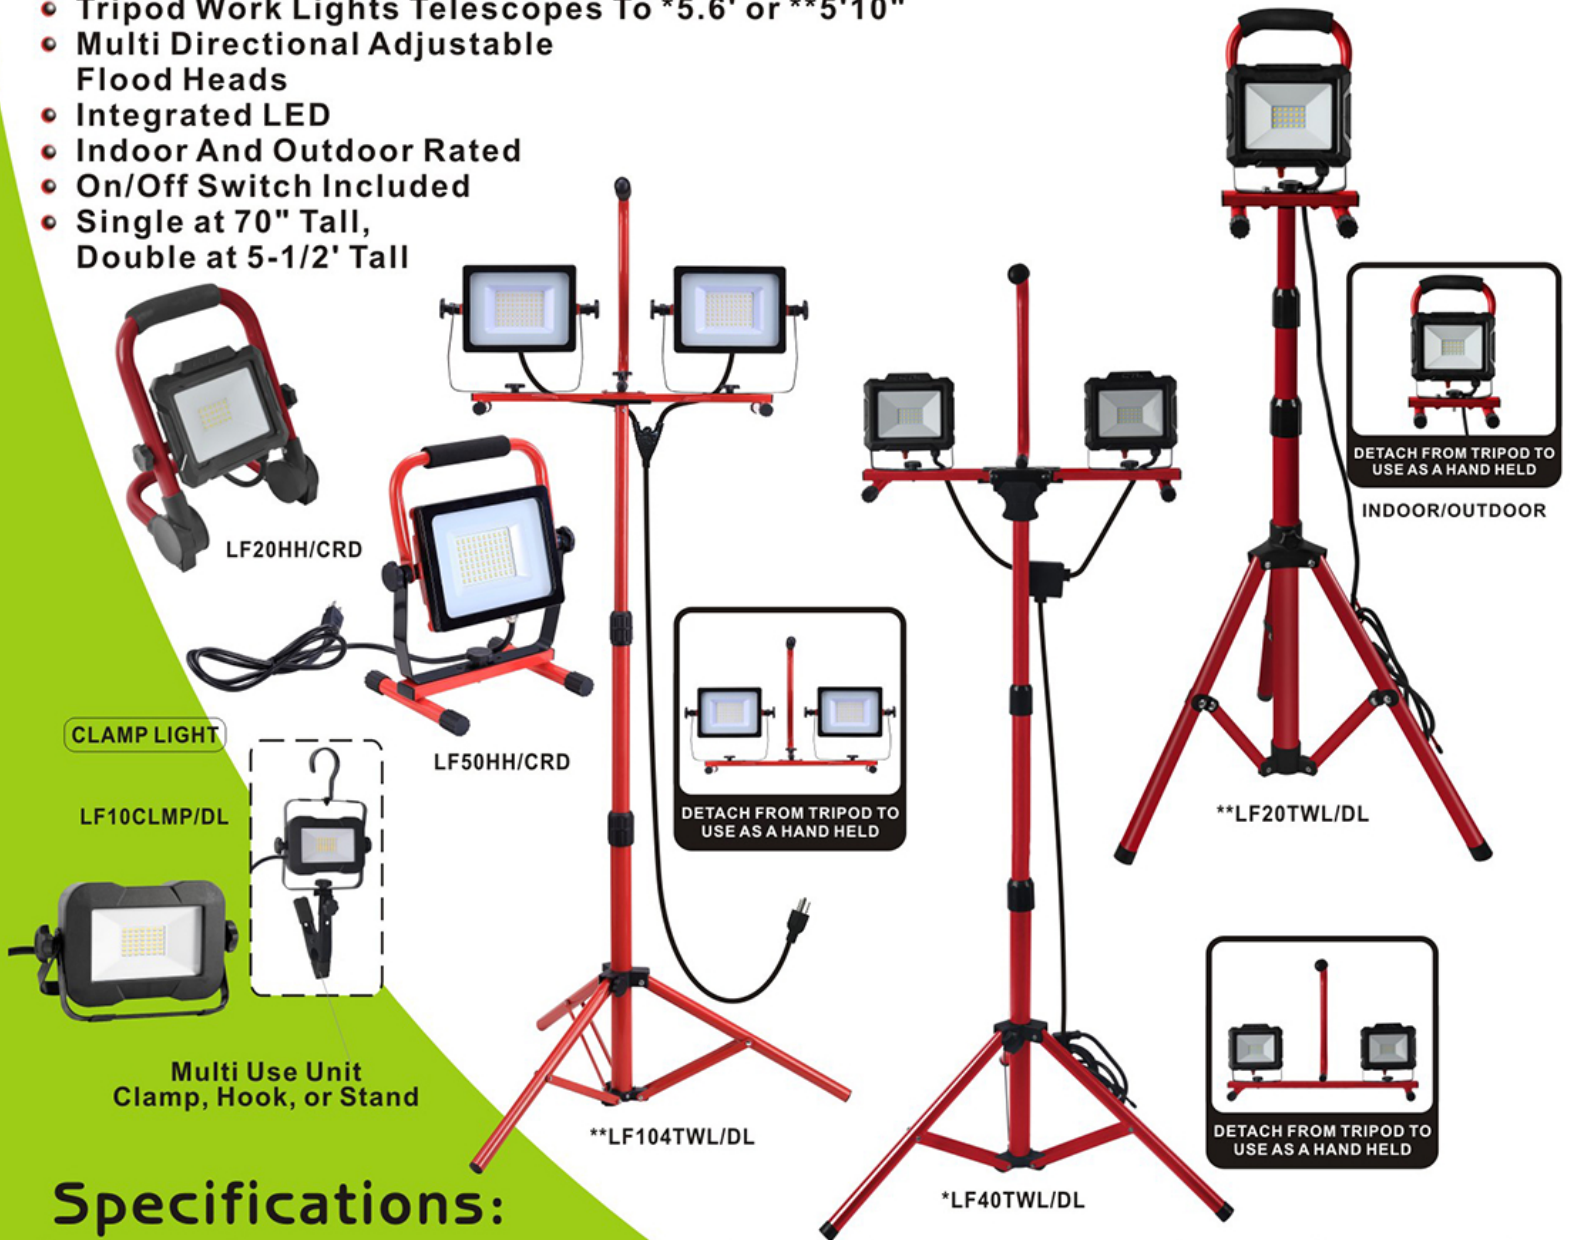 Tripod Work Lights Telescopes To *5.6' or **5'10"
Multi Directional Adjustable
Flood Heads
Integrated LED
Indoor And Outdoor Rated
On/Off Switch Included
Single at 70" Tall,
Double at 5-1/2' Tall
LF20HH/CRD
LF50HH/CRD
CLAMP LIGHT
LF10CLMP/DL
Multi Use Unit
Clamp, Hook, or Stand
DETACH FROM TRIPOD TO
USE AS A HAND HELD
**LF104TWL/DL
DETACH FROM TRIPOD TO
USE AS A HAND HELD
INDOOR/OUTDOOR
**LF20TWL/DL
DETACH FROM TRIPOD TO
USE AS A HAND HELD
*LF40TWL/DL
Specifications: